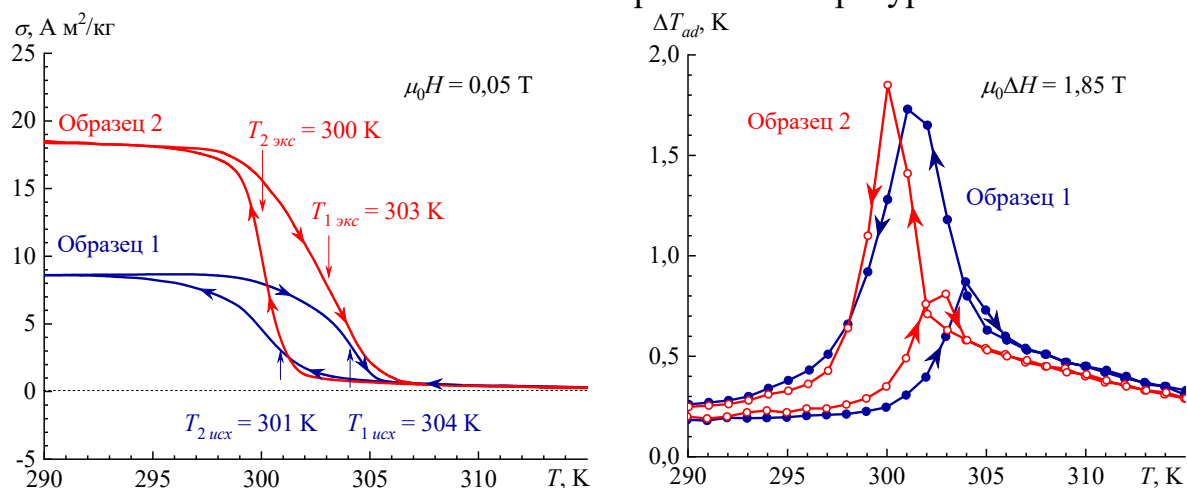 σ, А м²/кг
25
20
15
10
5
0
-5
290
295
300
305
310
T, K
μ₀H = 0,05 T
Образец 2
T₂ экс = 300 K
T₁ экс = 303 K
Образец 1
T₂ исх = 301 K
T₁ исх = 304 K
ΔTad, K
2,0
1,5
1,0
0,5
0,0
290
295
300
305
310
T, K
μ₀ΔH = 1,85 T
Образец 2
Образец 1